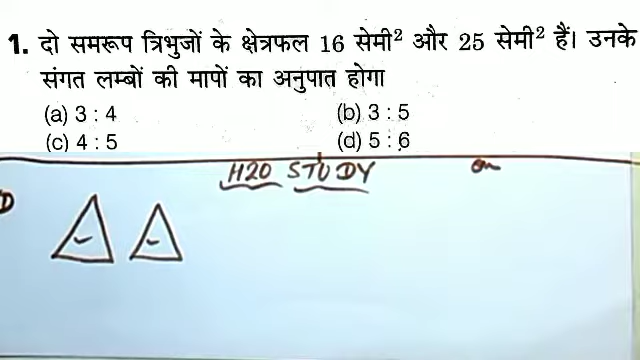 1. दो समरूप त्रिभुजों के क्षेत्रफल 16 सेमी² और 25 सेमी² हैं। उनके
संगत लम्बों की मापों का अनुपात होगा
(a) 3 : 4 (b) 3 : 5
(c) 4 : 5 (d) 5 : 6
H20 STUDY